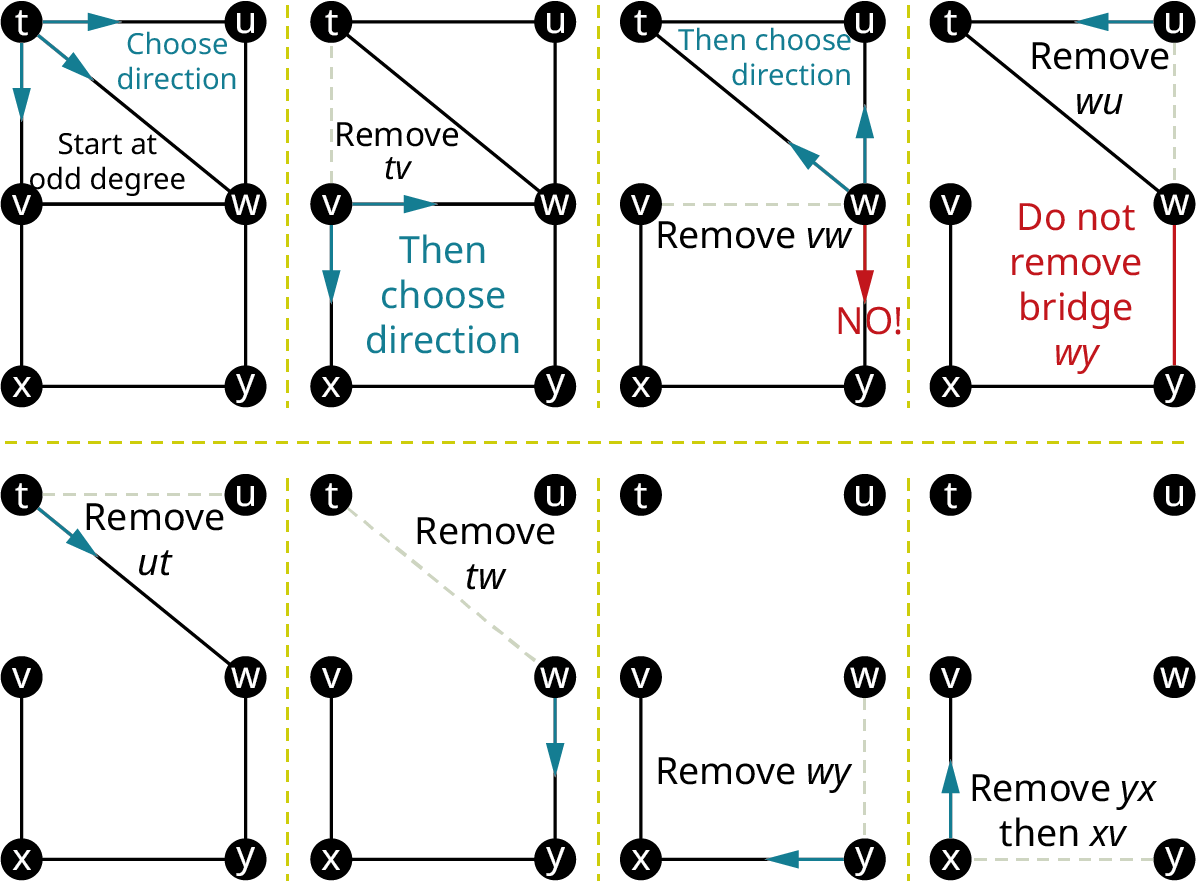 t
u
Choose
direction
Start at
odd degree
v
w
x
y
t
u
Remove
tv
v
w
Then
choose
direction
x
y
t
u
Then choose
direction
v
w
Remove vw
NO!
x
y
t
u
Remove
wu
v
w
Do not
remove
bridge
wy
x
y
t
u
Remove
ut
v
w
x
y
t
u
Remove
tw
v
w
x
y
t
u
v
w
Remove wy
x
y
t
u
v
w
Remove yx
then xv
x
y